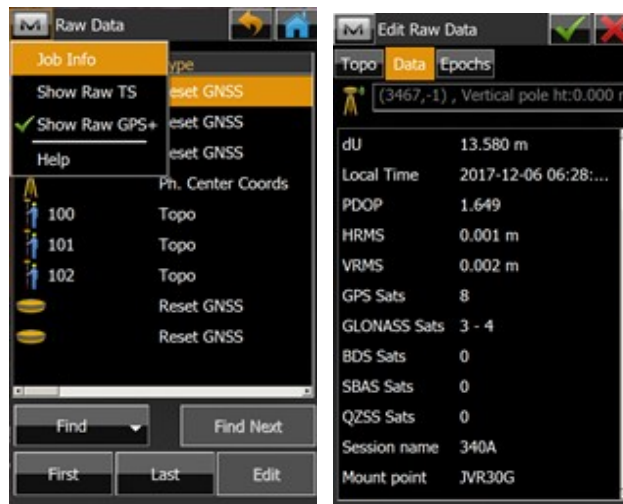 Raw Data
Job Info
Show Raw TS
Show Raw GPS+
Help
ype
eset GNSS
eset GNSS
eset GNSS
Ph. Center Coords
100 Topo
101 Topo
102 Topo
Reset GNSS
Reset GNSS
Find
Find Next
First
Last
Edit
Edit Raw Data
Topo Data Epochs
(3467,-1) , Vertical pole ht:0.000 m
dU 13.580 m
Local Time 2017-12-06 06:28:...
PDOP 1.649
HRMS 0.001 m
VRMS 0.002 m
GPS Sats 8
GLONASS Sats 3 - 4
BDS Sats 0
SBAS Sats 0
QZSS Sats 0
Session name 340A
Mount point JVR30G